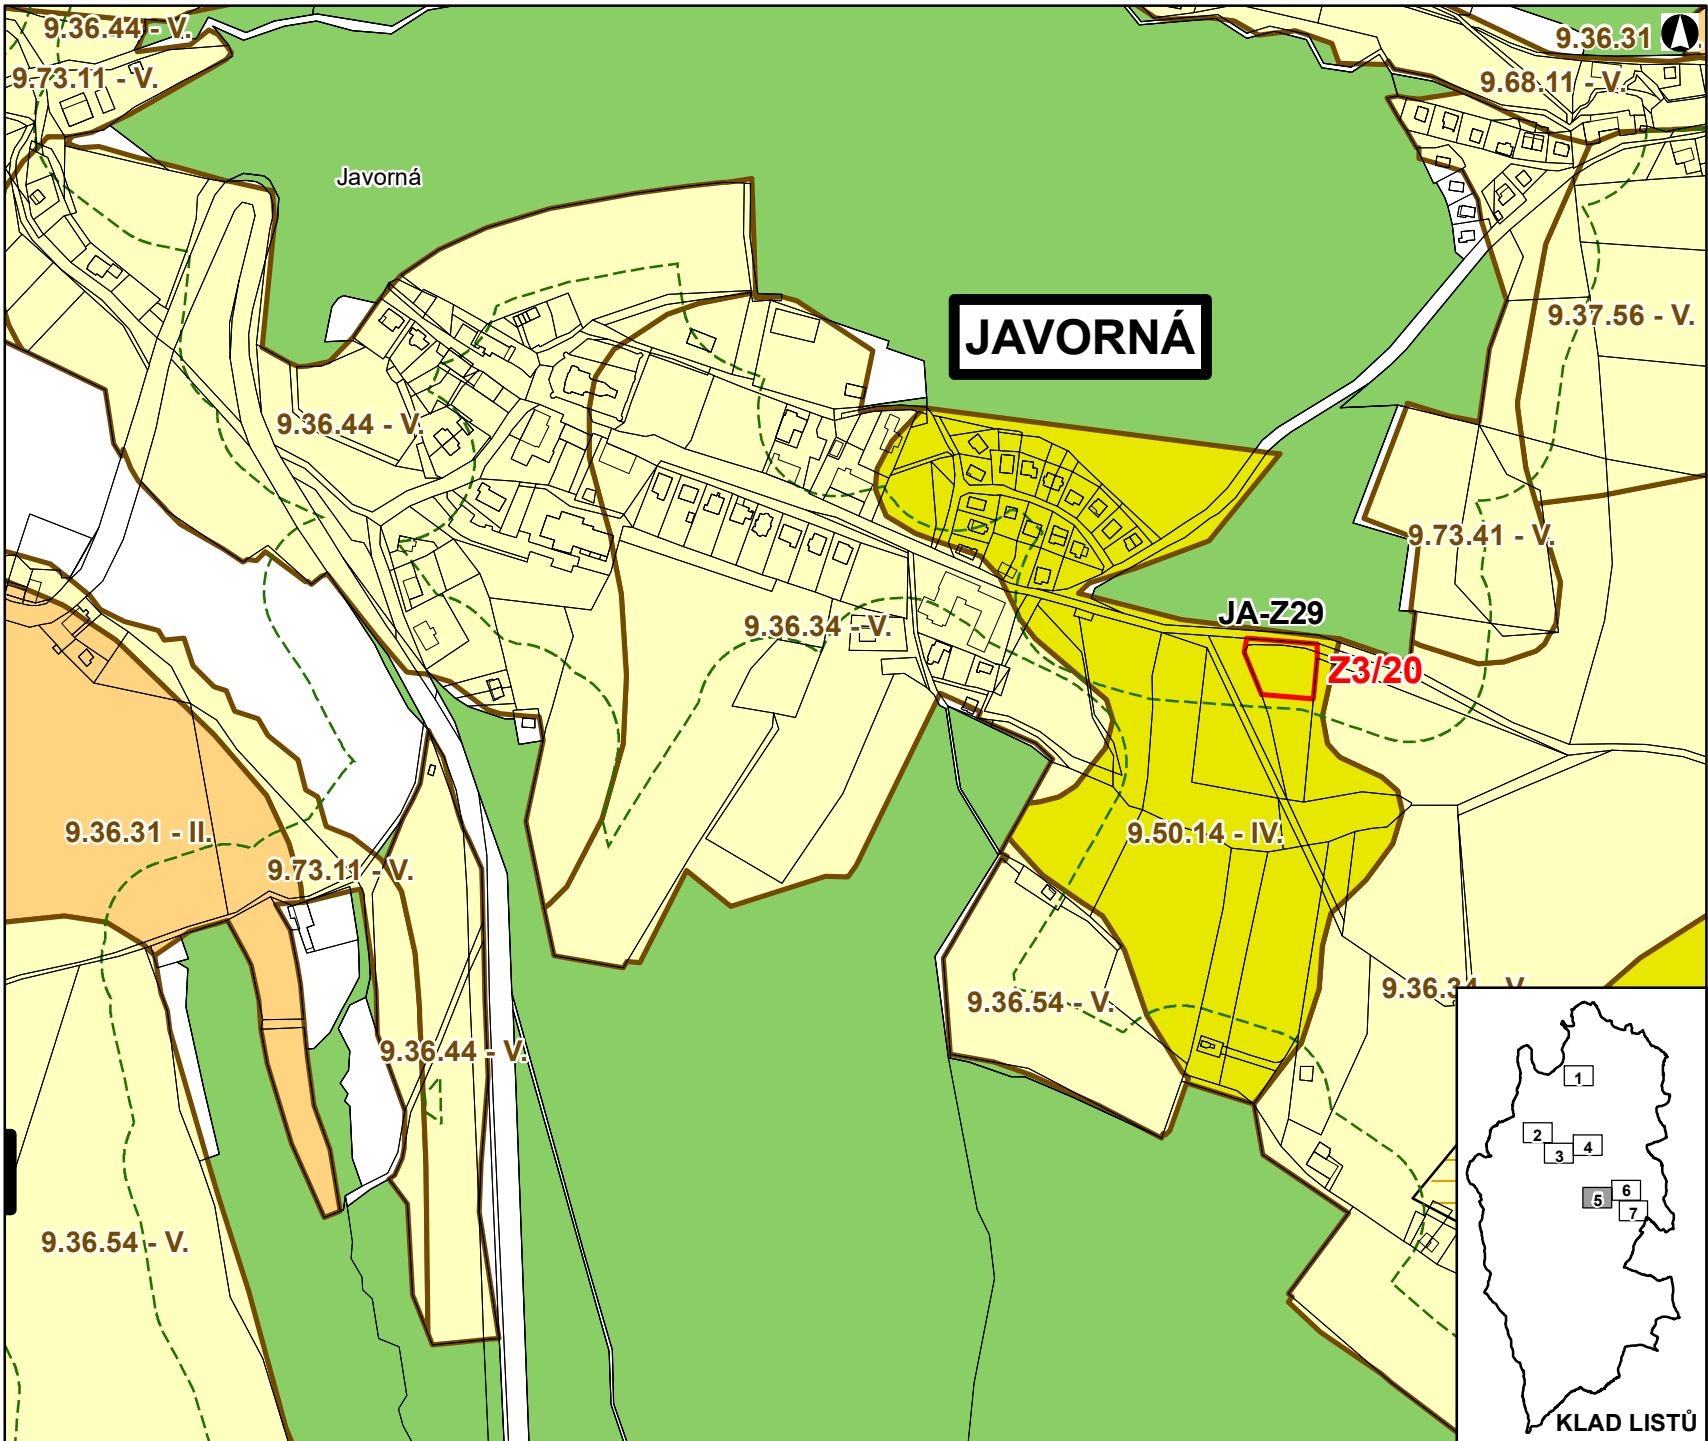 9.36.44 - V.
9.36.31
9.73.11 - V.
9.68.11 - V.
Javorná
9.37.56 - V.
JAVORNÁ
9.36.44 - V.
9.73.41 - V.
JA-Z29
9.36.34 - V.
Z3/20
9.36.31 - II.
9.50.14 - IV.
9.73.11 - V.
9.36.54 - V.
9.36.34 - V.
9.36.44 - V.
1
2
4
3
6
5
7
9.36.54 - V.
KLAD LISTŮ